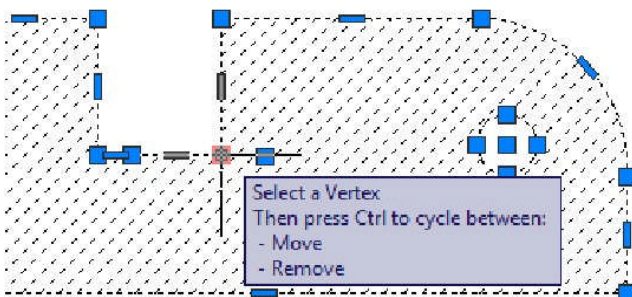 Select a Vertex
Then press Ctrl to cycle between:
- Move
- Remove